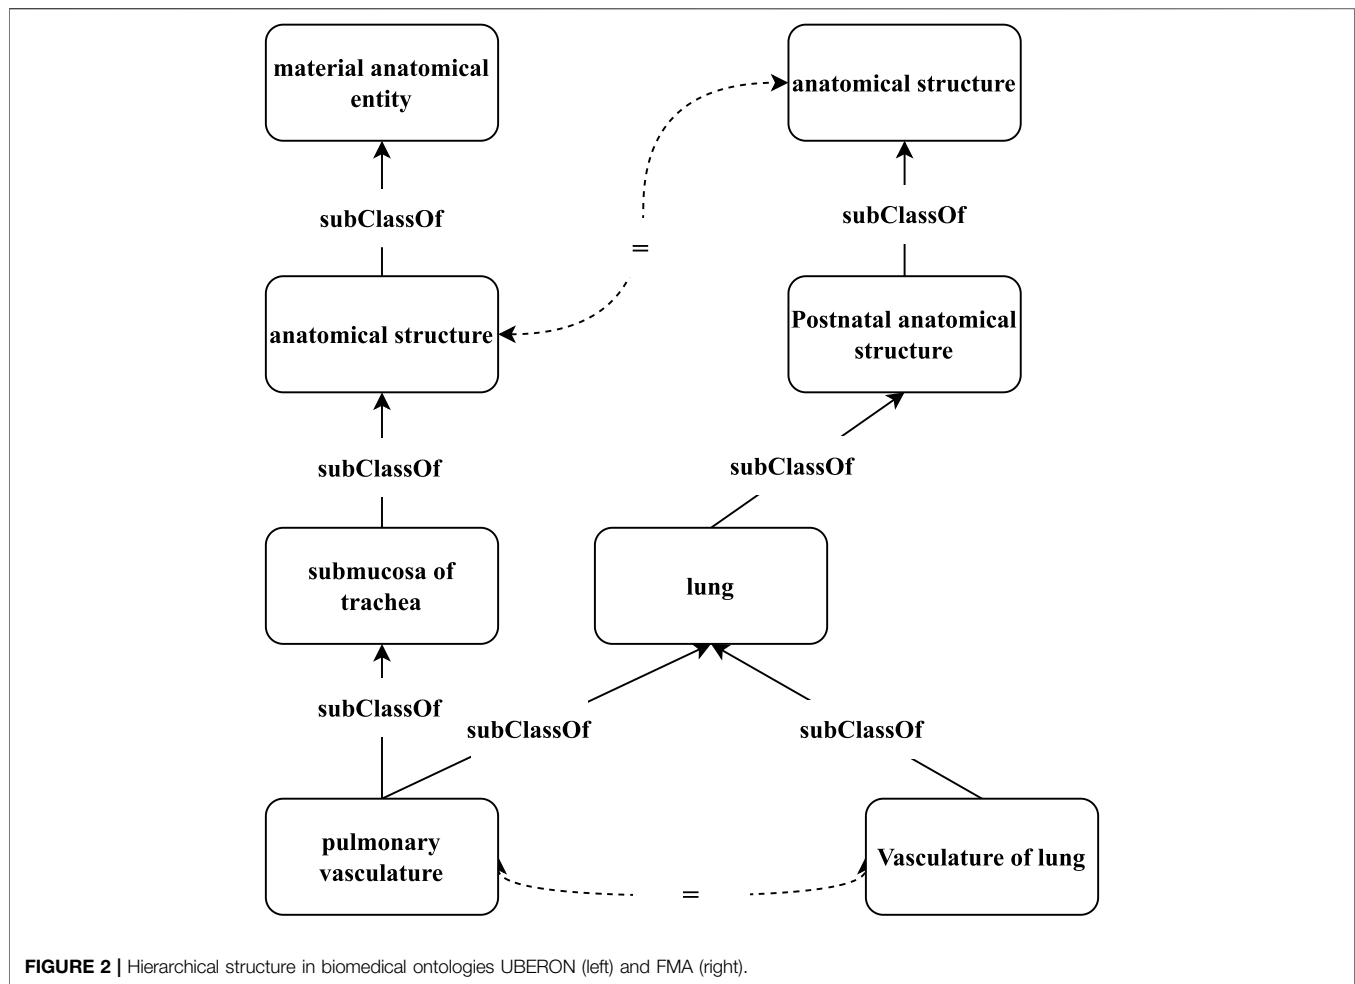 material anatomical
entity
anatomical structure
subClassOf
subClassOf
=
anatomical structure
Postnatal anatomical
structure
subClassOf
subClassOf
submucosa of
trachea
lung
subClassOf
subClassOf
subClassOf
pulmonary
vasculature
Vasculature of lung
=
FIGURE 2 | Hierarchical structure in biomedical ontologies UBERON (left) and FMA (right).